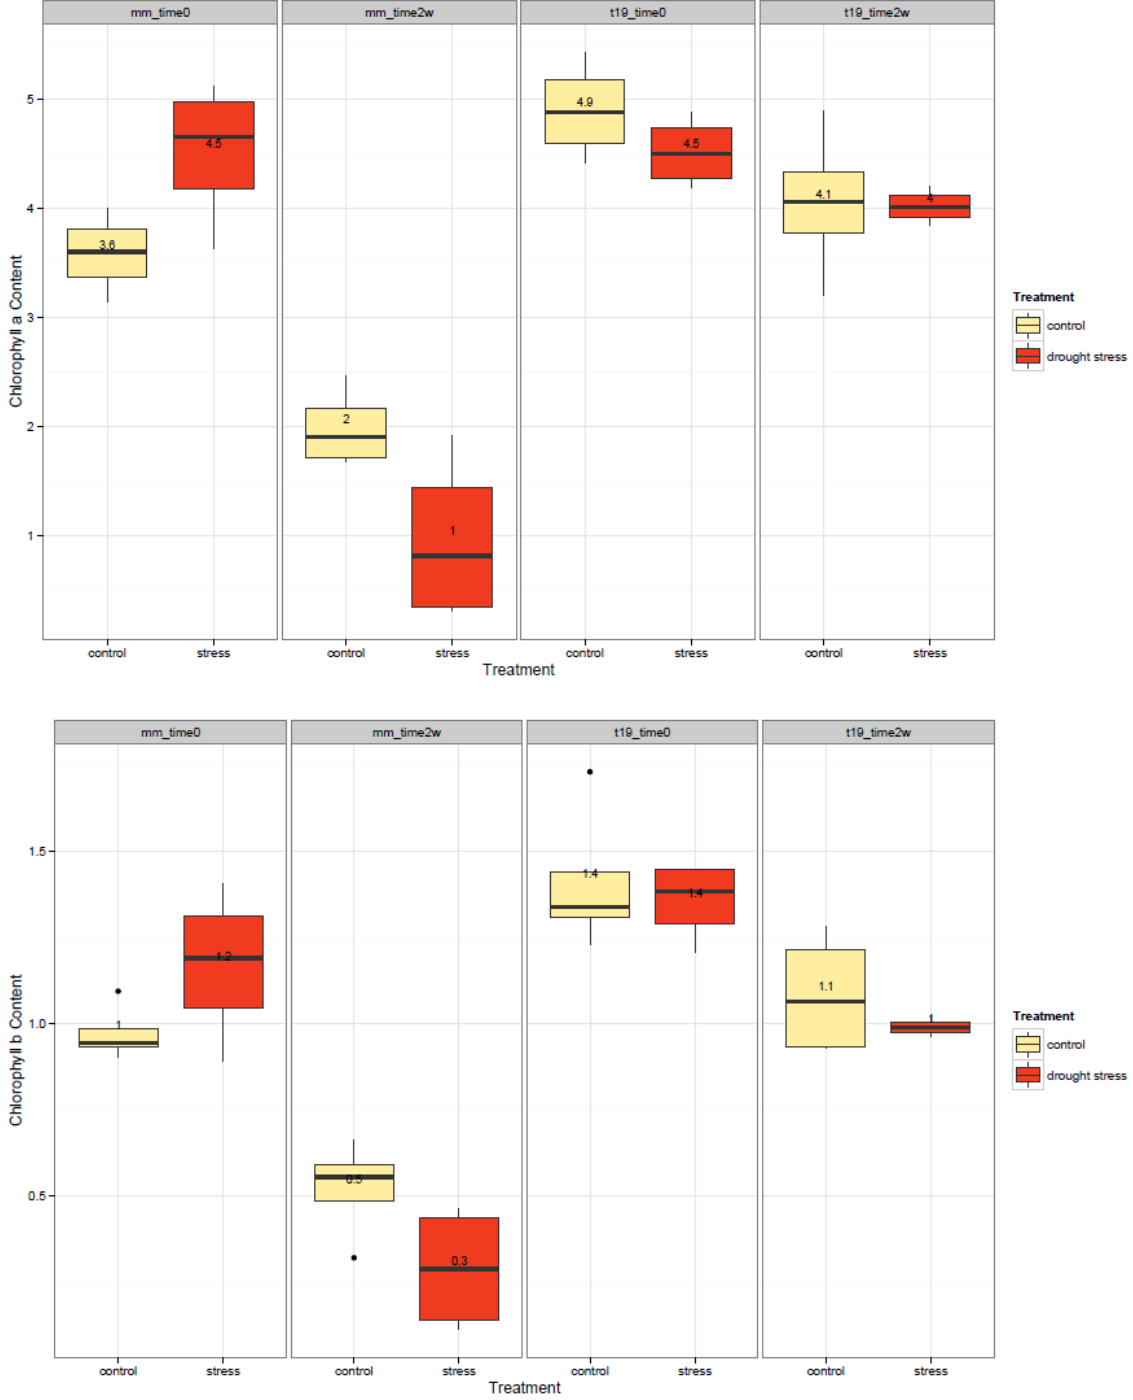 mm_time0 mm_time2w t19_time0 t19_time2w
5
4
3
2
1
Chlorophyll a Content
3.6
4.5
2
1
4.9
4.5
4.1
4
control stress control stress control stress control stress
Treatment
Treatment
control
drought stress
mm_time0 mm_time2w t19_time0 t19_time2w
1.5
1.0
0.5
Chlorophyll b Content
1
1.2
0.5
0.3
1.4
1.4
1.1
1
control stress control stress control stress control stress
Treatment
Treatment
control
drought stress